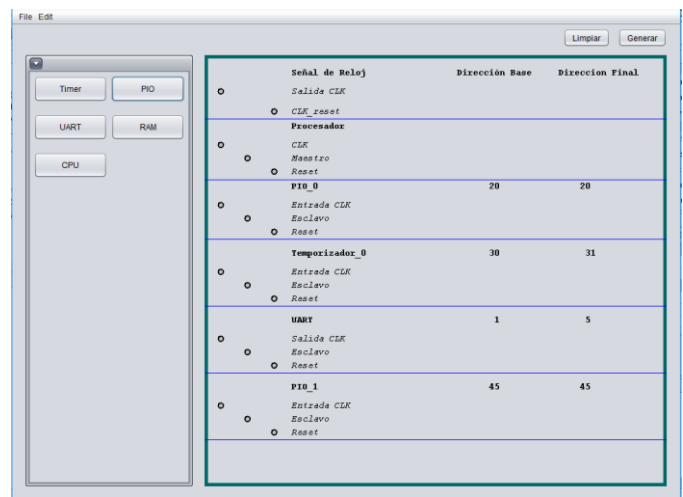 File Edit
Limpiar Generar
Timer PIO
UART RAM
CPU
Señal de Reloj Dirección Base Direccion Final
Salida CLK
CLK_reset
Procesador
CLK
Maestro
Reset
PIO_0 20 20
Entrada CLK
Esclavo
Reset
Temporizador_0 30 31
Entrada CLK
Esclavo
Reset
UART 1 5
Salida CLK
Esclavo
Reset
PIO_1 45 45
Entrada CLK
Esclavo
Reset